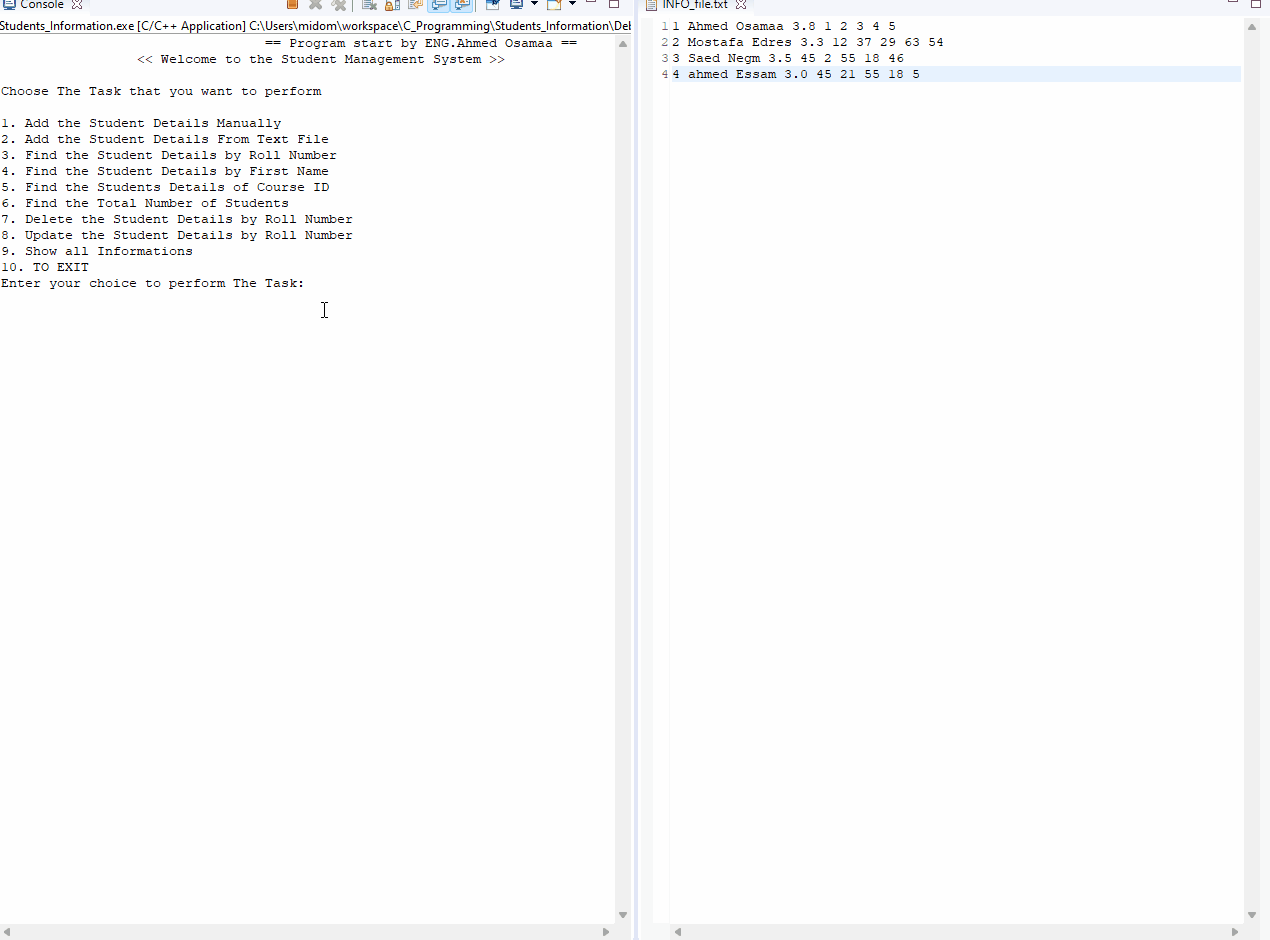 Console
Students_Information.exe [C/C++ Application] C:\Users\midom\workspace\C_Programming\Students_Information\Del
== Program start by ENG.Ahmed Osamaa ==
<< Welcome to the Student Management System >>
Choose The Task that you want to perform
1. Add the Student Details Manually
2. Add the Student Details From Text File
3. Find the Student Details by Roll Number
4. Find the Student Details by First Name
5. Find the Students Details of Course ID
6. Find the Total Number of Students
7. Delete the Student Details by Roll Number
8. Update the Student Details by Roll Number
9. Show all Informations
10. TO EXIT
Enter your choice to perform The Task:
INFO_file.txt
1 1 Ahmed Osamaa 3.8 1 2 3 4 5
2 2 Mostafa Edres 3.3 12 37 29 63 54
3 3 Saed Negm 3.5 45 2 55 18 46
4 4 ahmed Essam 3.0 45 21 55 18 5